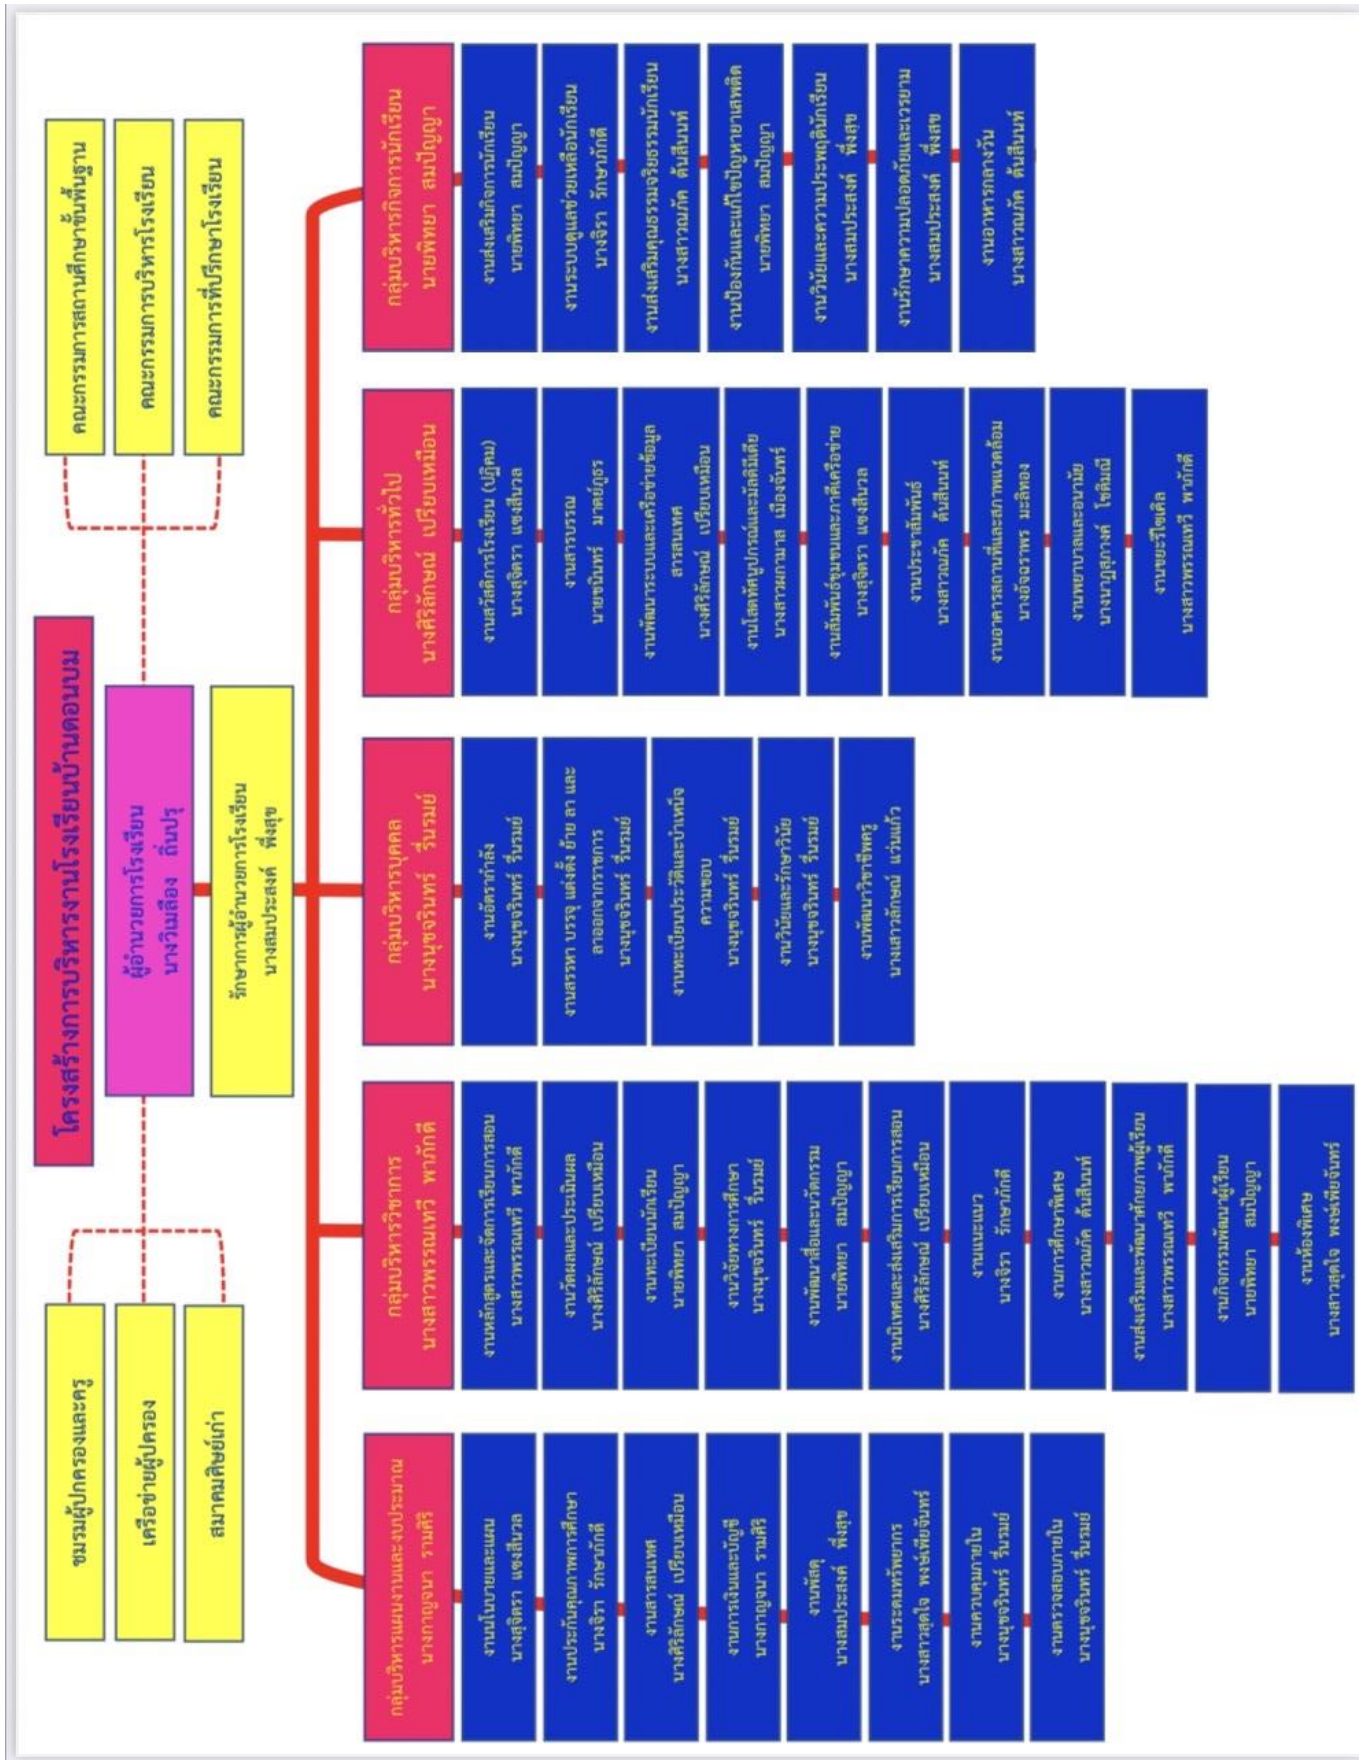 โครงสร้างการบริหารงานโรงเรียนบ้านดอนบม
ชมรมผู้ปกครองและครู
เครือข่ายผู้ปครอง
สมาคมศิษย์เก่า
ผู้อำนวยการโรงเรียน
นางวิเมลือง ถิ่นปรุ
รักษาการผู้อำนวยการโรงเรียน
นางสมประสงค์ พึ่งสุข
คณะกรรมการสถานศึกษาขั้นพื้นฐาน
คณะกรรมการบริหารโรงเรียน
คณะกรรมการที่ปรึกษาโรงเรียน
กลุ่มบริหารแผนงานและงบประมาณ
นางกาญจนา รามศิริ
งานนโยบายและแผน
นางสุจิตรา แซงสีนวล
งานประกันคุณภาพการศึกษา
นางจิรา รักษาภักดี
งานสารสนเทศ
นางศิริลักษณ์ เปรียบเหมือน
งานการเงินและบัญชี
นางกาญจนา รามศิริ
งานพัสดุ
นางสมประสงค์ พึ่งสุข
งานระดมทรัพยากร
นางสาวสุดใจ พงษ์เพียจันทร์
งานควบคุมภายใน
นางนุชจรินทร์ รื่นรมย์
งานตรวจสอบภายใน
นางนุชจรินทร์ รื่นรมย์
กลุ่มบริหารวิชาการ
นางสาวพรรณเทวี พาภักดี
งานหลักสูตรและจัดการเรียนการสอน
นางสาวพรรณเทวี พาภักดี
งานวัดผลและประเมินผล
นางศิริลักษณ์ เปรียบเหมือน
งานทะเบียนนักเรียน
นายพิทยา สมปัญญา
งานวิจัยทางการศึกษา
นางนุชจรินทร์ รื่นรมย์
งานพัฒนาสื่อและนวัตกรรม
นายพิทยา สมปัญญา
งานนิเทศและส่งเสริมการเรียนการสอน
นางศิริลักษณ์ เปรียบเหมือน
งานแนะแนว
นางจิรา รักษาภักดี
งานการศึกษาพิเศษ
นางสาวณภัค ตันสีนนท์
งานส่งเสริมและพัฒนาศักยภาพผู้เรียน
นางสาวพรรณเทวี พาภักดี
งานกิจกรรมพัฒนาผู้เรียน
นายพิทยา สมปัญญา
งานห้องพิเศษ
นางสาวสุดใจ พงษ์เพียจันทร์
กลุ่มบริหารบุคคล
นางนุชจรินทร์ รื่นรมย์
งานอัตรากำลัง
นางนุชจรินทร์ รื่นรมย์
งานสรรหา บรรจุ แต่งตั้ง ย้าย ลา และ
ลาออกจากราชการ
นางนุชจรินทร์ รื่นรมย์
งานทะเบียนประวัติและบำเหน็จ
ความชอบ
นางนุชจรินทร์ รื่นรมย์
งานวินัยและรักษาวินัย
นางนุชจรินทร์ รื่นรมย์
งานพัฒนาวิชาชีพครู
นางเสาวลักษณ์ แว่นแก้ว
กลุ่มบริหารทั่วไป
นางศิริลักษณ์ เปรียบเหมือน
งานสวัสดิการโรงเรียน (ปฏิคม)
นางสุจิตรา แซงสีนวล
งานสารบรรณ
นายชนินทร์ มาตย์ภูธร
งานพัฒนาระบบและเครือข่ายข้อมูล
สารสนเทศ
นางศิริลักษณ์ เปรียบเหมือน
งานโสตทัศนูปกรณ์และมัลติมีเดีย
นางสาวผกามาส เมืองจันทร์
งานสัมพันธ์ชุมชนและภาคีเครือข่าย
นางสุจิตรา แซงสีนวล
งานประชาสัมพันธ์
นางสาวณภัค ตันสีนนท์
งานอาคารสถานที่และสภาพแวดล้อม
นางอัจฉราพร มะลิทอง
งานพยาบาลและอนามัย
นางนปฎสุภางค์ โชติมณี
งานขยะรีไซเคิล
นางสาวพรรณเทวี พาภักดี
กลุ่มบริหารกิจการนักเรียน
นายพิทยา สมปัญญา
งานส่งเสริมกิจการนักเรียน
นายพิทยา สมปัญญา
งานระบบดูแลช่วยเหลือนักเรียน
นางจิรา รักษาภักดี
งานส่งเสริมคุณธรรมจริยธรรมนักเรียน
นางสาวณภัค ตันสีนนท์
งานป้องกันและแก้ไขปัญหายาเสพติด
นายพิทยา สมปัญญา
งานวินัยและความประพฤตินักเรียน
นางสมประสงค์ พึ่งสุข
งานรักษาความปลอดภัยและเวรยาม
นางสมประสงค์ พึ่งสุข
งานอาหารกลางวัน
นางสาวณภัค ตันสีนนท์